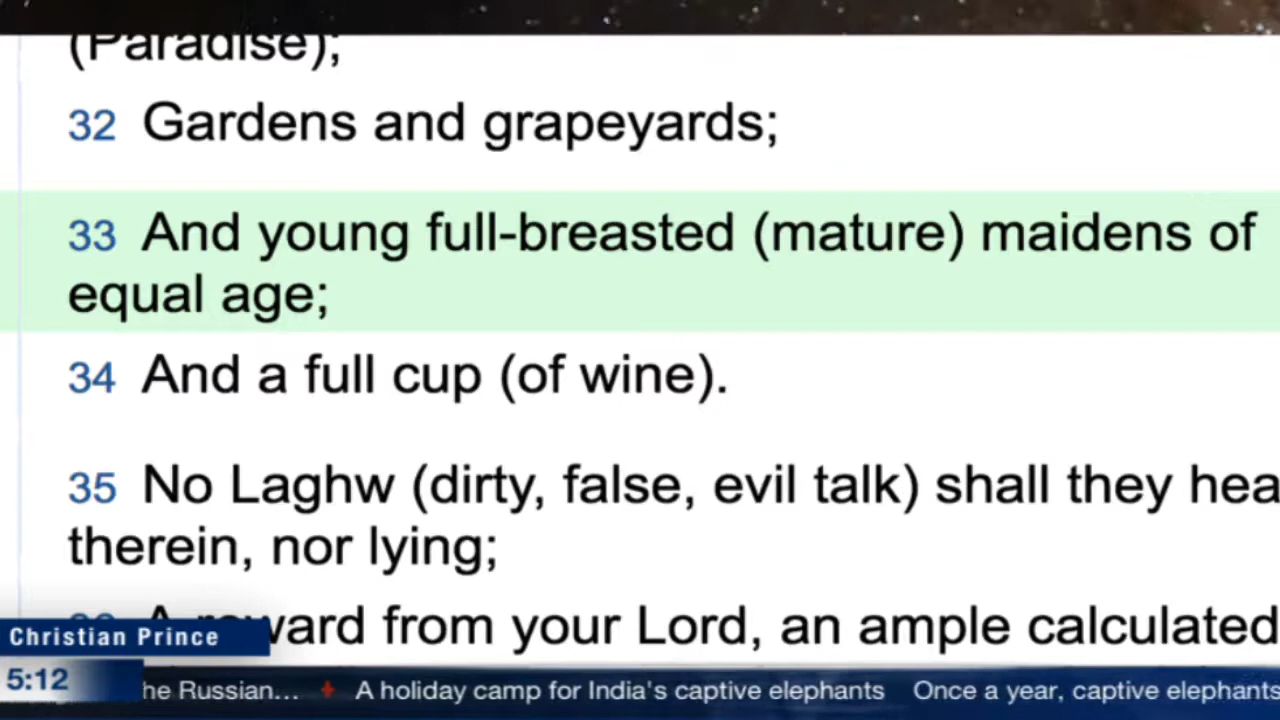 (Paradise);
32 Gardens and grapeyards;
33 And young full-breasted (mature) maidens of
equal age;
34 And a full cup (of wine).
35 No Laghw (dirty, false, evil talk) shall they hea
therein, nor lying;
A reward from your Lord, an ample calculated
Christian Prince
5:12
he Russian... A holiday camp for India's captive elephants Once a year, captive elephants